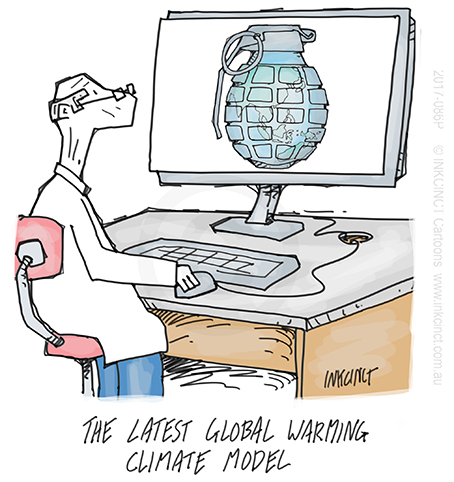 INKCINCT
THE LATEST GLOBAL WARMING
CLIMATE MODEL
2017-086P © INKCINCT Cartoons www.inkcinct.com.au